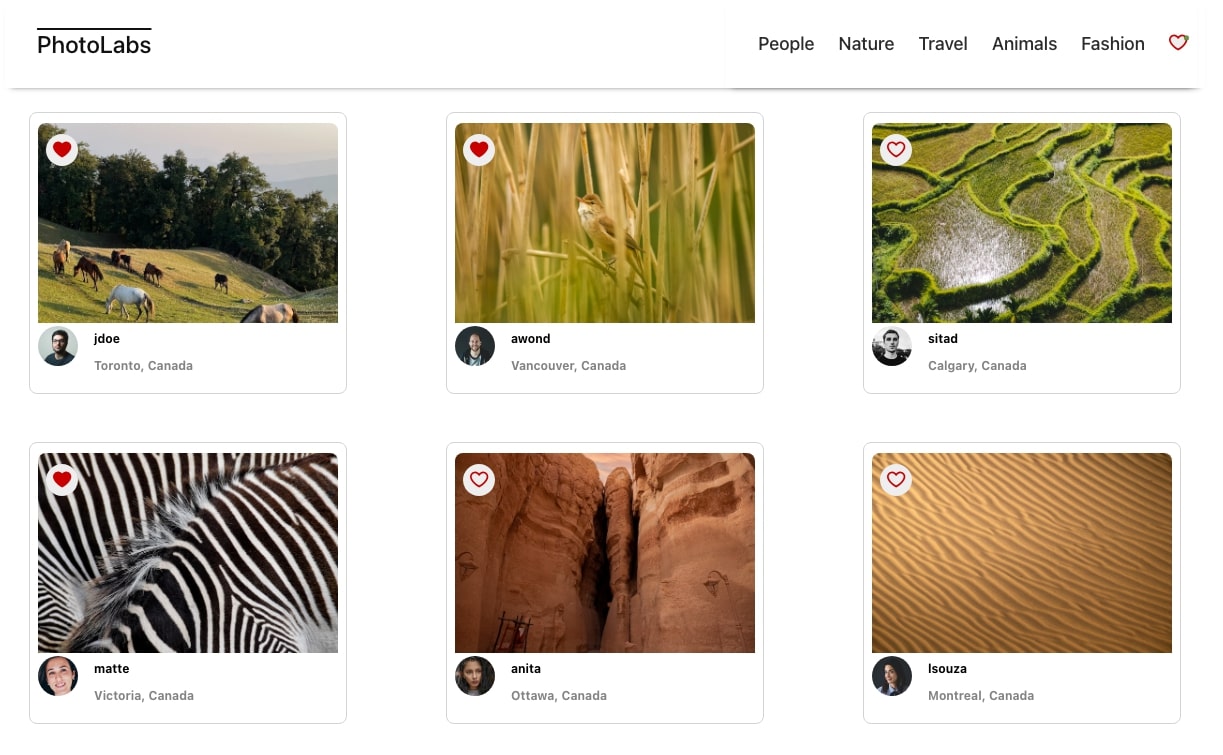 PhotoLabs
People Nature Travel Animals Fashion
jdoe
Toronto, Canada
awond
Vancouver, Canada
sitad
Calgary, Canada
matte
Victoria, Canada
anita
Ottawa, Canada
lsouza
Montreal, Canada